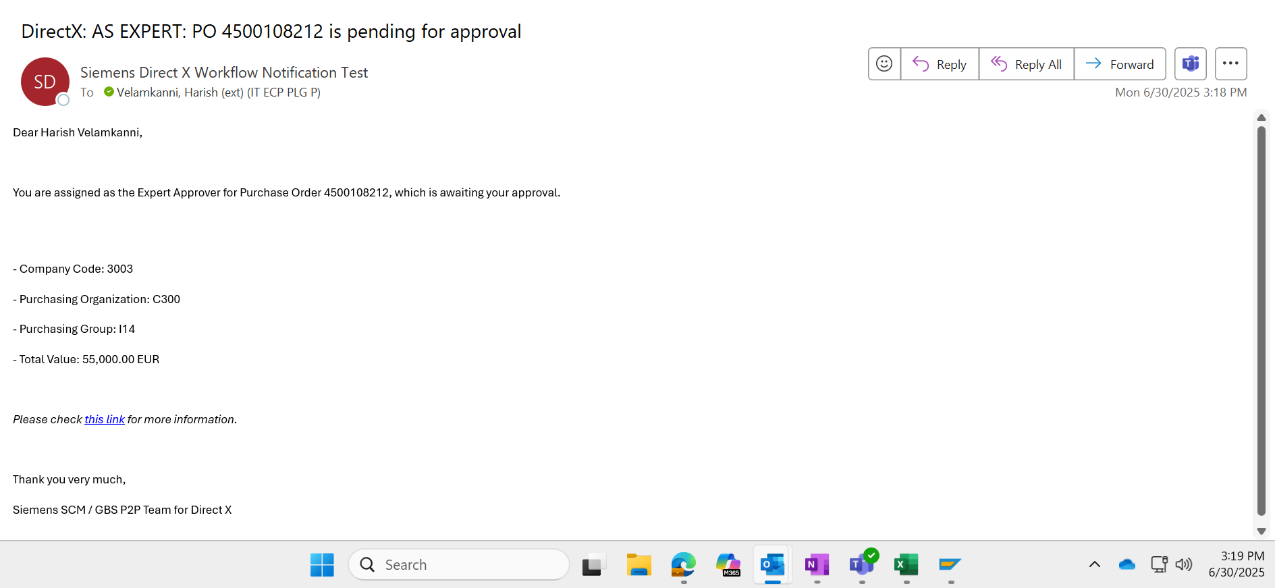 DirectX: AS EXPERT: PO 4500108212 is pending for approval
SD
Siemens Direct X Workflow Notification Test
To Velamkanni, Harish (ext) (IT ECP PLG P)
Reply
Reply All
Forward
Mon 6/30/2025 3:18 PM
Dear Harish Velamkanni,
You are assigned as the Expert Approver for Purchase Order 4500108212, which is awaiting your approval.
- Company Code: 3003
- Purchasing Organization: C300
- Purchasing Group: I14
- Total Value: 55,000.00 EUR
Please check this link for more information.
Thank you very much,
Siemens SCM / GBS P2P Team for Direct X
Search
M365
3:19 PM
6/30/2025